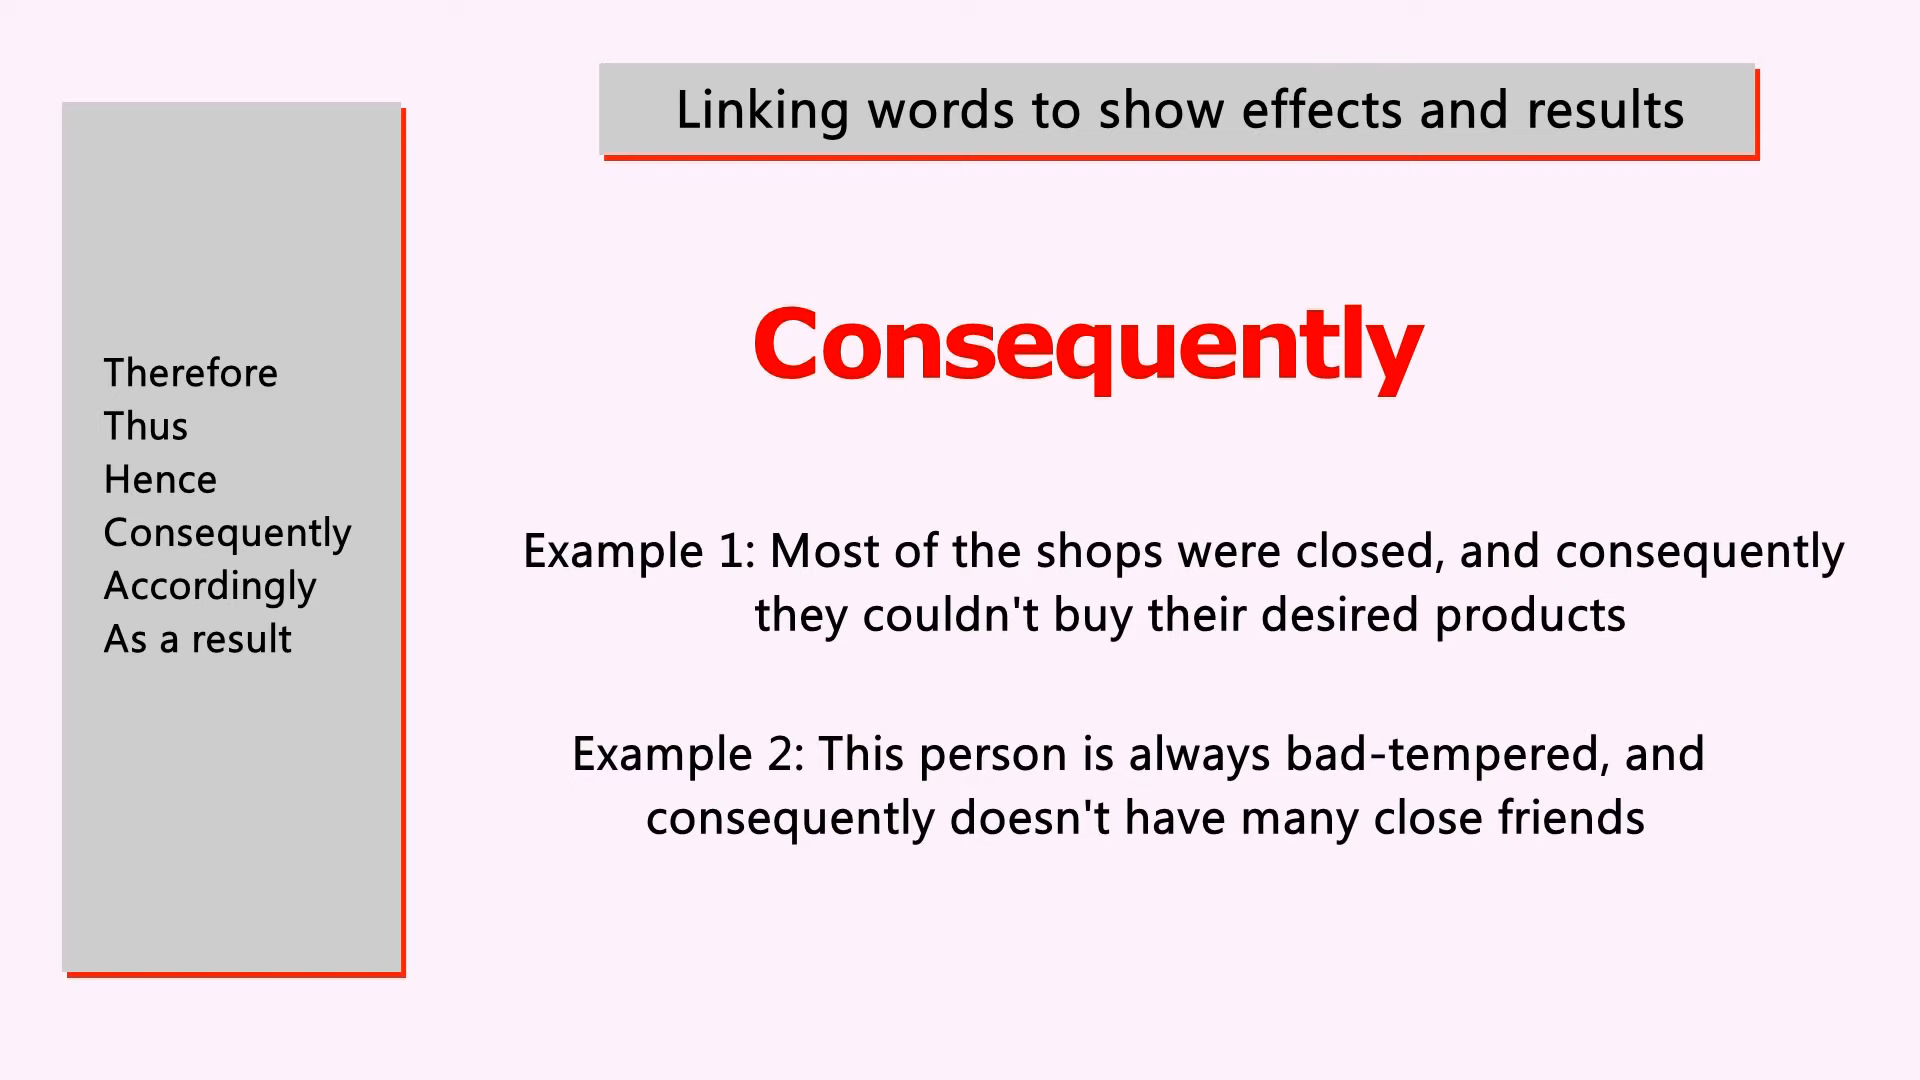 Linking words to show effects and results
Therefore
Thus
Hence
Consequently
Accordingly
As a result
Consequently
Example 1: Most of the shops were closed, and consequently
they couldn't buy their desired products
Example 2: This person is always bad-tempered, and
consequently doesn't have many close friends